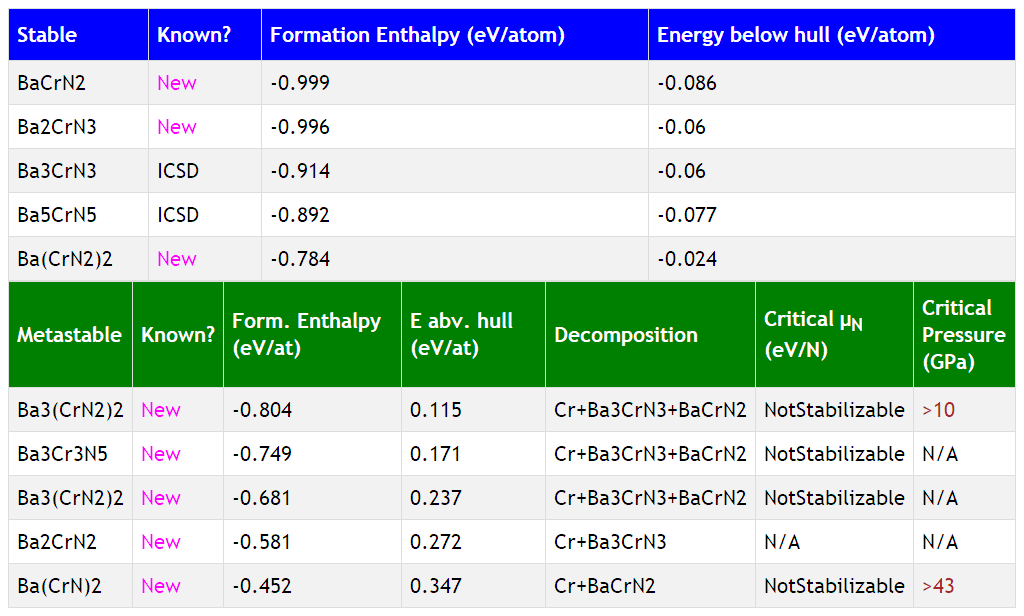 Stable Known? Formation Enthalpy (eV/atom) Energy below hull (eV/atom)
BaCrN2 New -0.999 -0.086
Ba2CrN3 New -0.996 -0.06
Ba3CrN3 ICSD -0.914 -0.06
Ba5CrN5 ICSD -0.892 -0.077
Ba(CrN2)2 New -0.784 -0.024
Metastable Known? Form. Enthalpy (eV/at) E abv. hull (eV/at) Decomposition Critical μN (eV/N) Critical Pressure (GPa)
Ba3(CrN2)2 New -0.804 0.115 Cr+Ba3CrN3+BaCrN2 NotStabilizable >10
Ba3Cr3N5 New -0.749 0.171 Cr+Ba3CrN3+BaCrN2 NotStabilizable N/A
Ba3(CrN2)2 New -0.681 0.237 Cr+Ba3CrN3+BaCrN2 NotStabilizable N/A
Ba2CrN2 New -0.581 0.272 Cr+Ba3CrN3 N/A N/A
Ba(CrN)2 New -0.452 0.347 Cr+BaCrN2 NotStabilizable >43